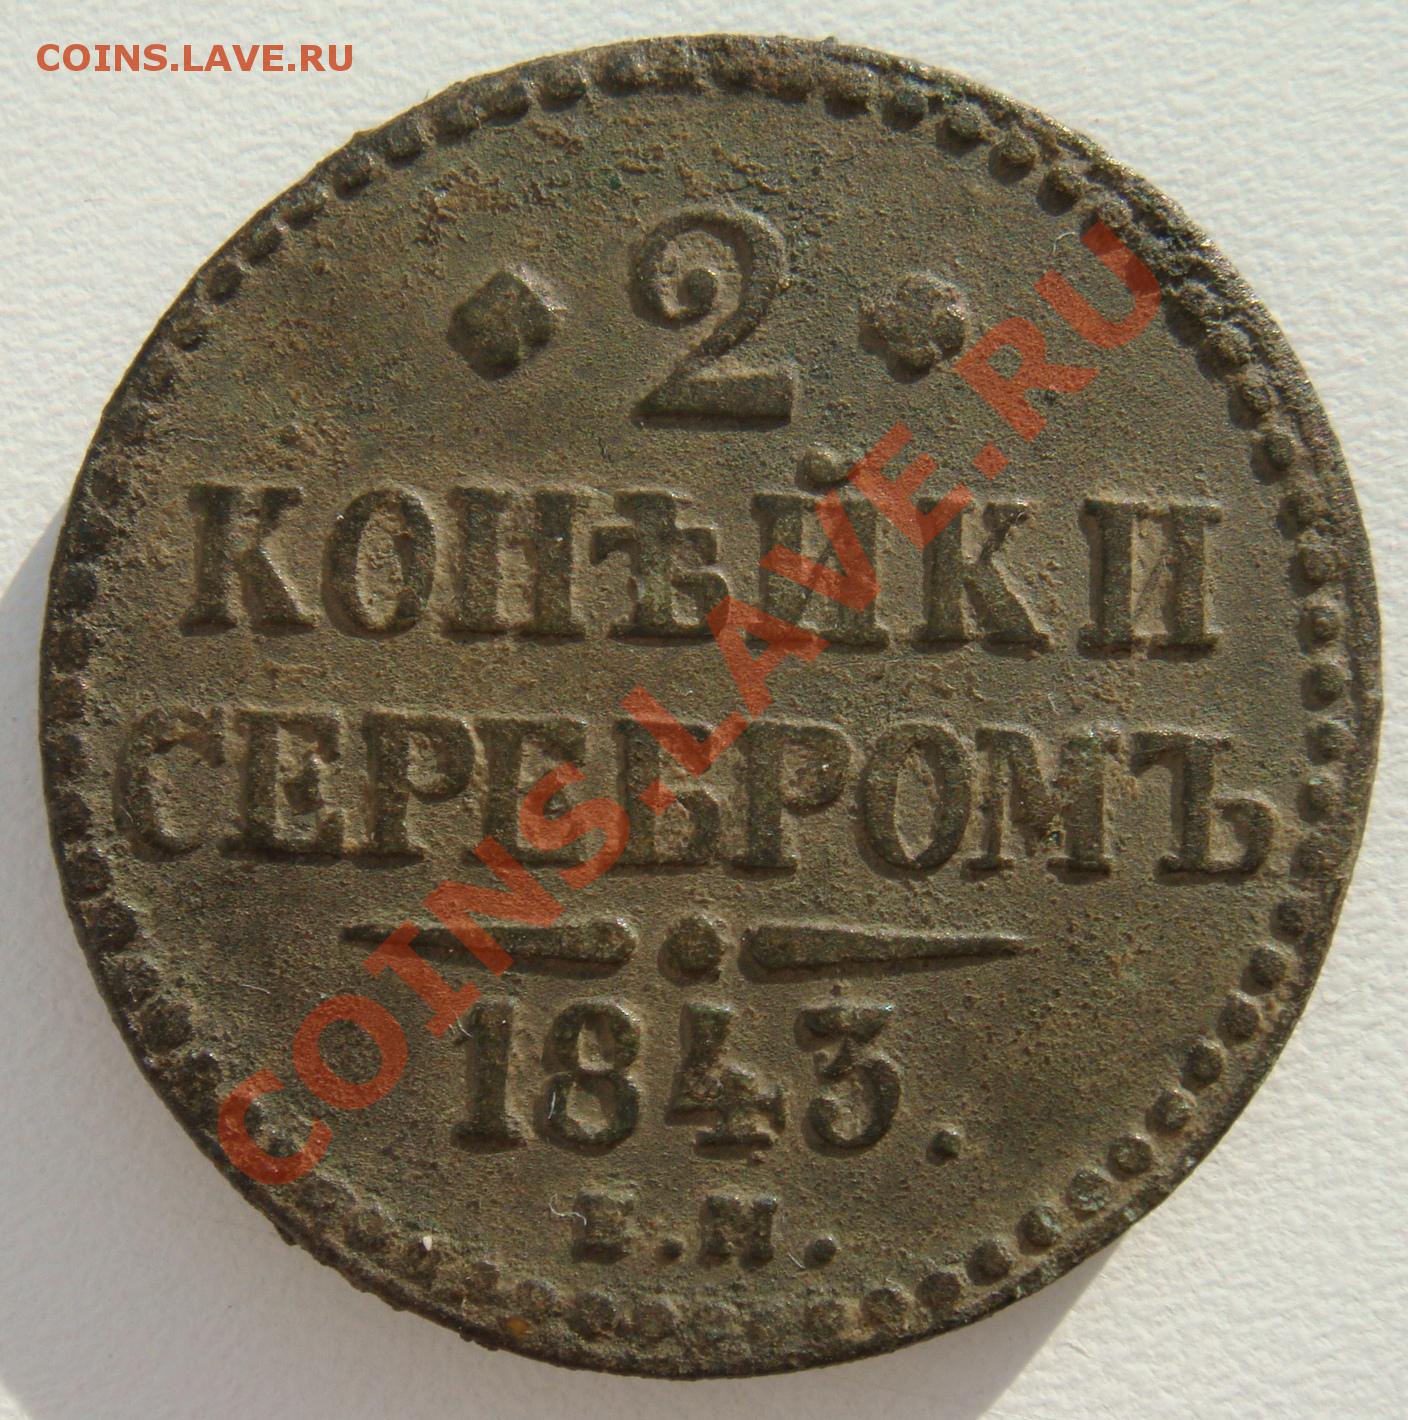 COINS.LAVE.RU
2
КОПѢЙКИ
СЕРЕБРОМЪ
1843.
Е.М.
COINS.LAVE.RU